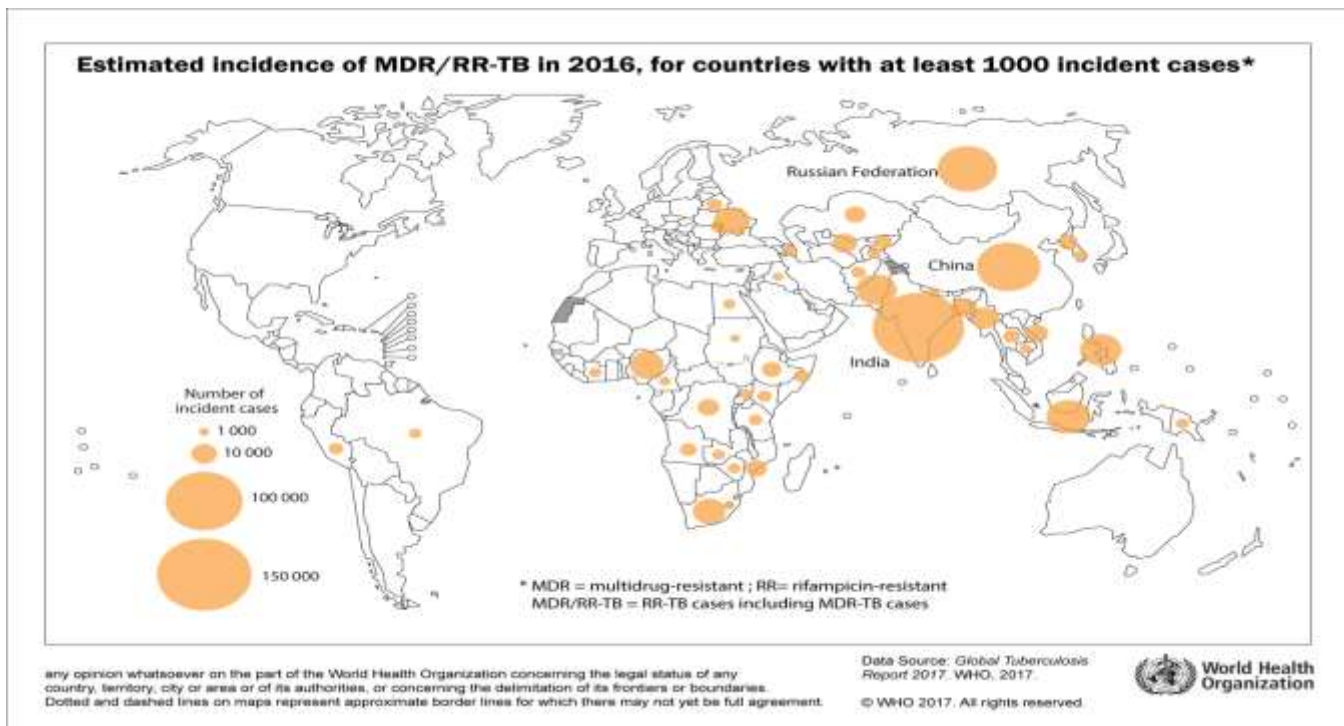 Estimated incidence of MDR/RR-TB in 2016, for countries with at least 1000 incident cases*
Russian Federation
China
India
Number of
incident cases
1 000
10 000
100 000
150 000
* MDR = multidrug-resistant ; RR= rifampicin-resistant
MDR/RR-TB = RR-TB cases including MDR-TB cases
any opinion whatsoever on the part of the World Health Organization concerning the legal status of any
country, territory, city or area or of its authorities, or concerning the delimitation of its frontiers or boundaries.
Dotted and dashed lines on maps represent approximate border lines for which there may not yet be full agreement
Data Source: Global Tuberculosis
Report 2017. WHO, 2017.
© WHO 2017. All rights reserved
World Health
Organization